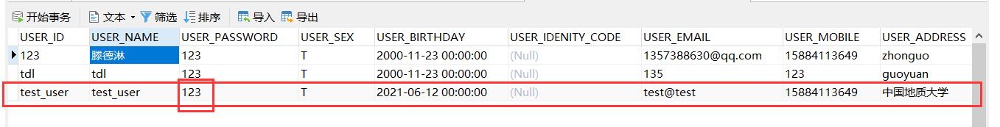 开始事务 文本 筛选 排序 导入 导出
USER_ID USER_NAME USER_PASSWORD USER_SEX USER_BIRTHDAY USER_IDENITY_CODE USER_EMAIL USER_MOBILE USER_ADDRESS
123 滕德淋 123 T 2000-11-23 00:00:00 (Null) 1357388630@qq.com 15884113649 zhonguo
tdl tdl 123 T 2000-11-23 00:00:00 (Null) 135 123 guoyuan
test_user test_user 123 T 2021-06-12 00:00:00 (Null) test@test 15884113649 中国地质大学